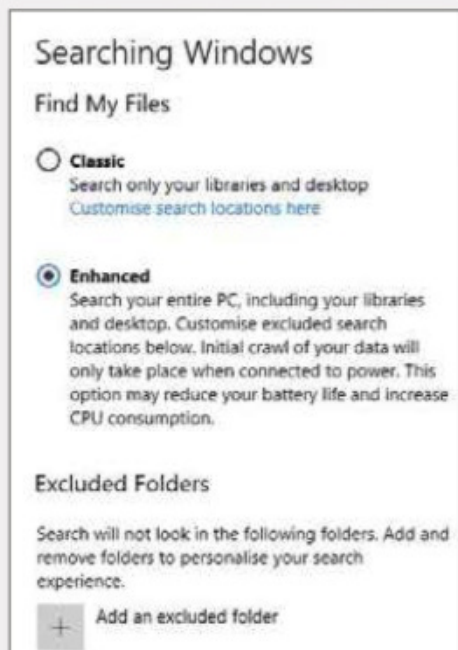 Searching Windows
Find My Files
Classic
Search only your libraries and desktop
Customise search locations here
Enhanced
Search your entire PC, including your libraries
and desktop. Customise excluded search
locations below. Initial crawl of your data will
only take place when connected to power. This
option may reduce your battery life and increase
CPU consumption.
Excluded Folders
Search will not look in the following folders. Add and
remove folders to personalise your search
experience.
+ Add an excluded folder